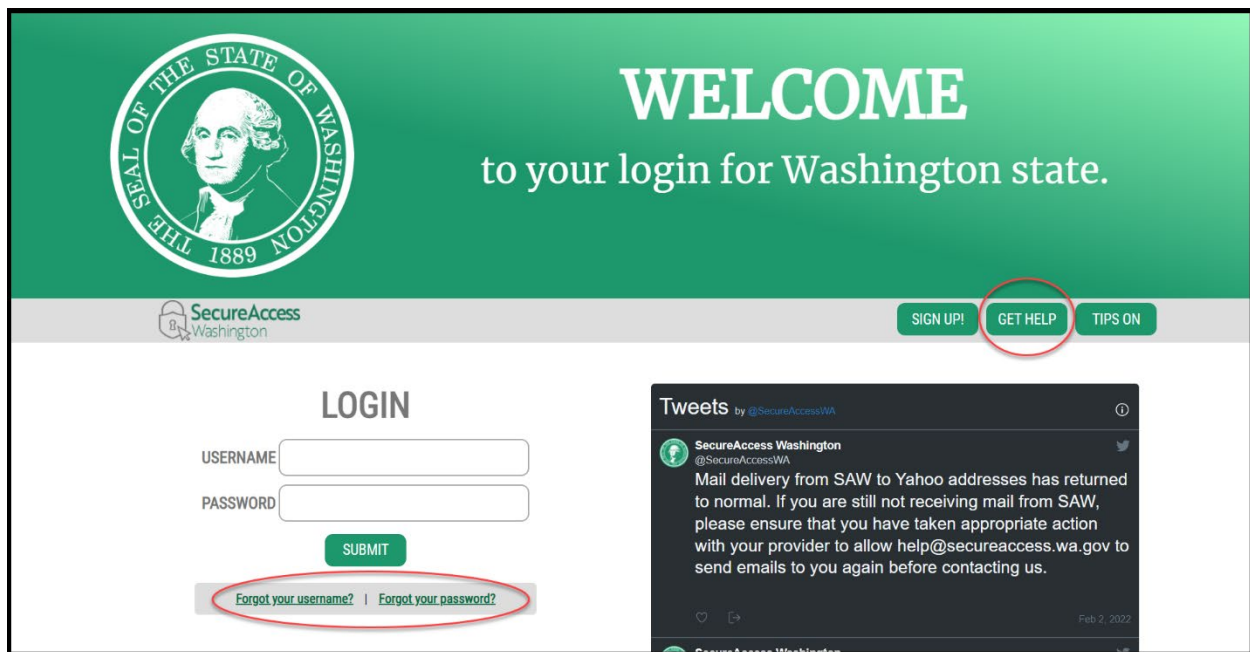 THE SEAL OF THE STATE OF WASHINGTON
1889
WELCOME
to your login for Washington state.
SecureAccess
Washington
SIGN UP!
GET HELP
TIPS ON
LOGIN
USERNAME
PASSWORD
SUBMIT
Forgot your username? | Forgot your password?
Tweets by @SecureAccessWA
SecureAccess Washington
@SecureAccessWA
Mail delivery from SAW to Yahoo addresses has returned
to normal. If you are still not receiving mail from SAW,
please ensure that you have taken appropriate action
with your provider to allow help@secureaccess.wa.gov to
send emails to you again before contacting us.
Feb 2, 2022
SecureAccess Washington